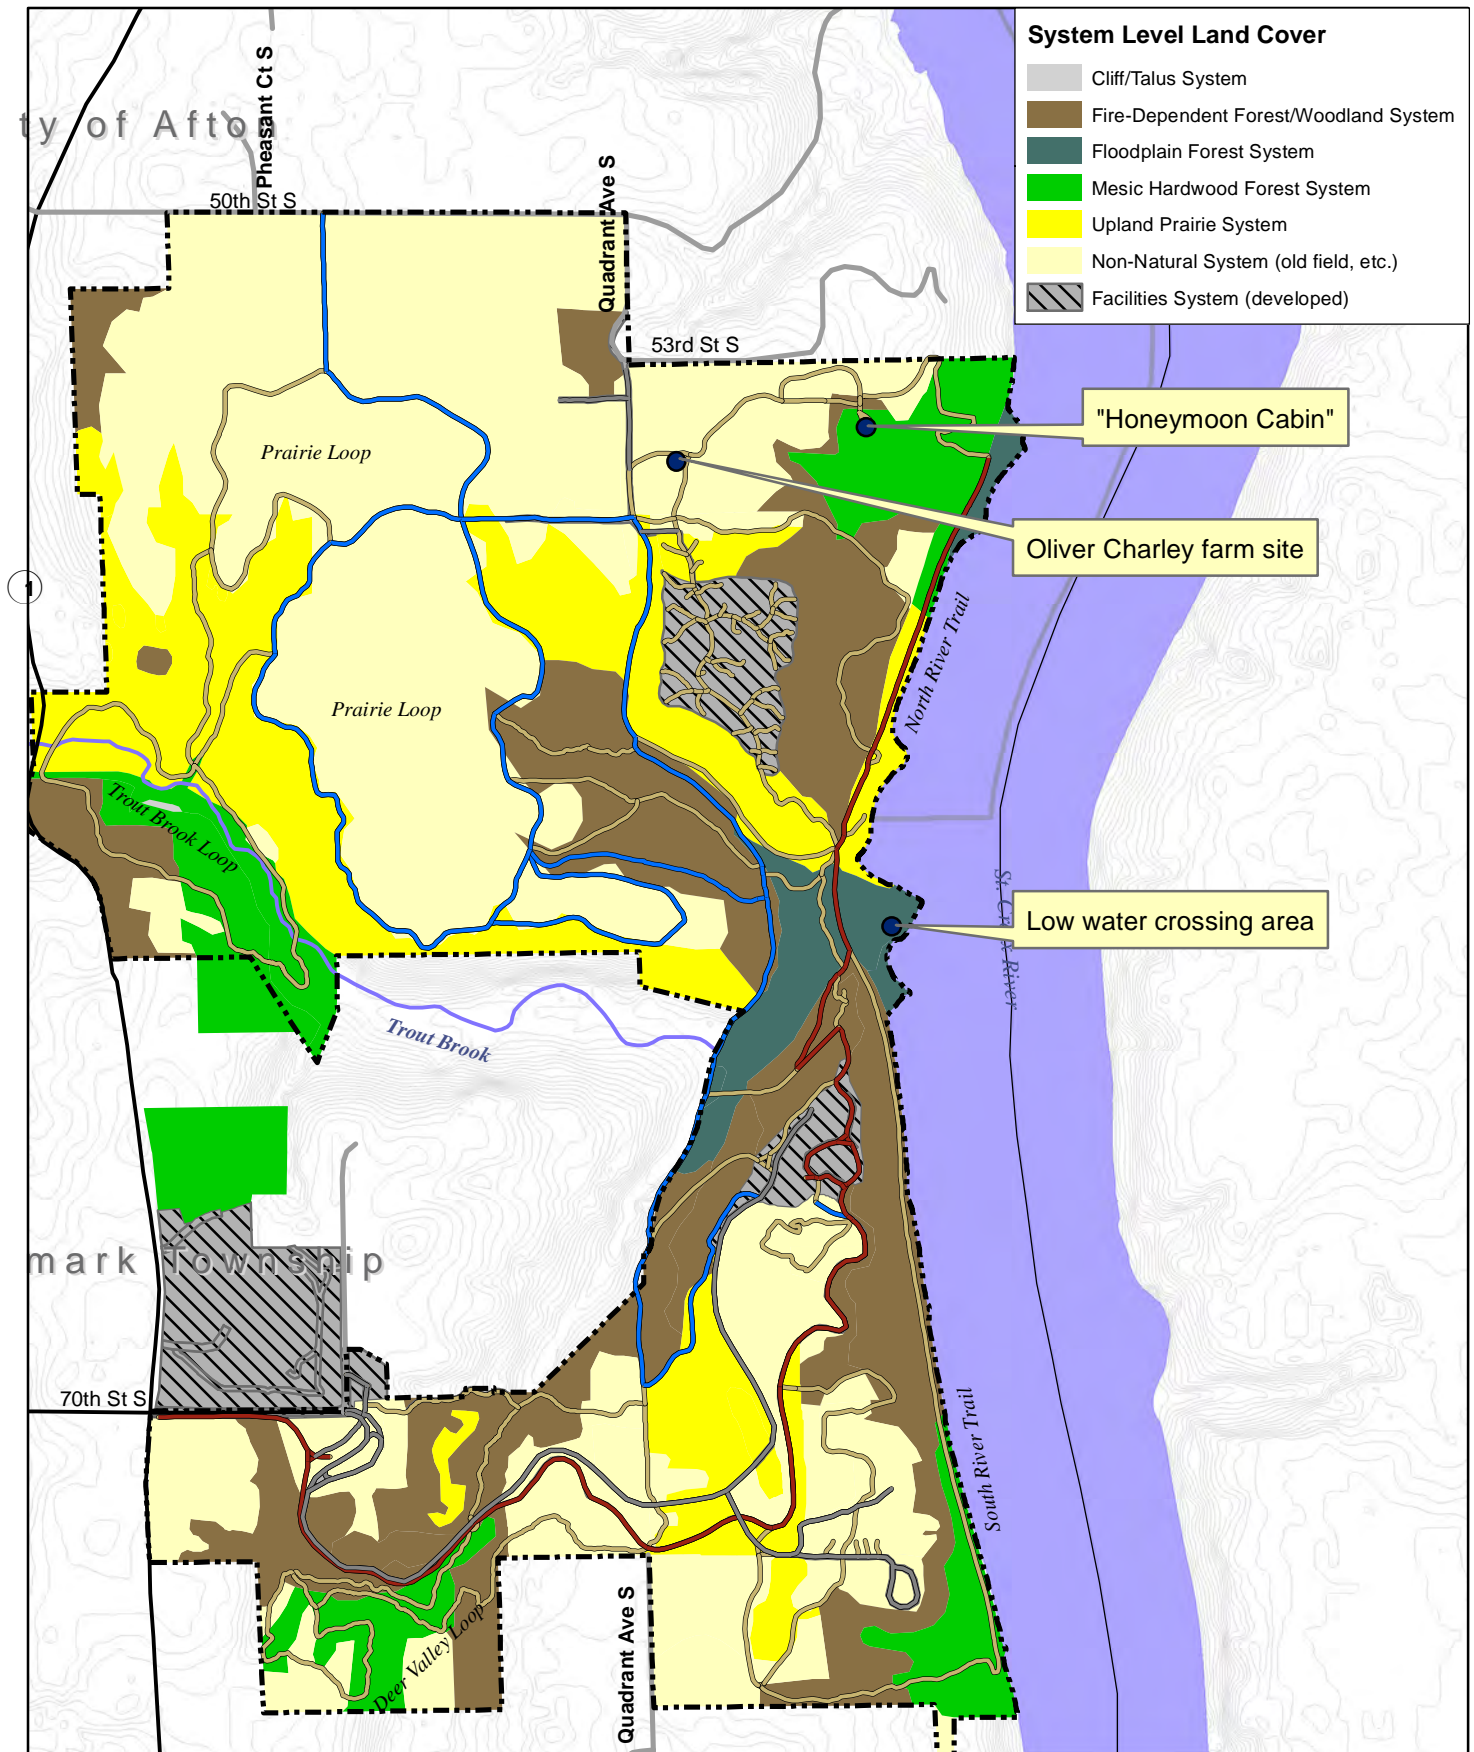 System Level Land Cover
Cliff/Talus System
Fire-Dependent Forest/Woodland System
Floodplain Forest System
Mesic Hardwood Forest System
Upland Prairie System
Non-Natural System (old field, etc.)
Facilities System (developed)
Pheasant Ct S
ty of Afton
50th St S
Quadrant Ave S
53rd St S
"Honeymoon Cabin"
Prairie Loop
Oliver Charley farm site
1
North River Trail
Prairie Loop
Trout Brook Loop
St. Croix River
Low water crossing area
Trout Brook
mark Township
70th St S
South River Trail
Deer Valley Loop
Quadrant Ave S